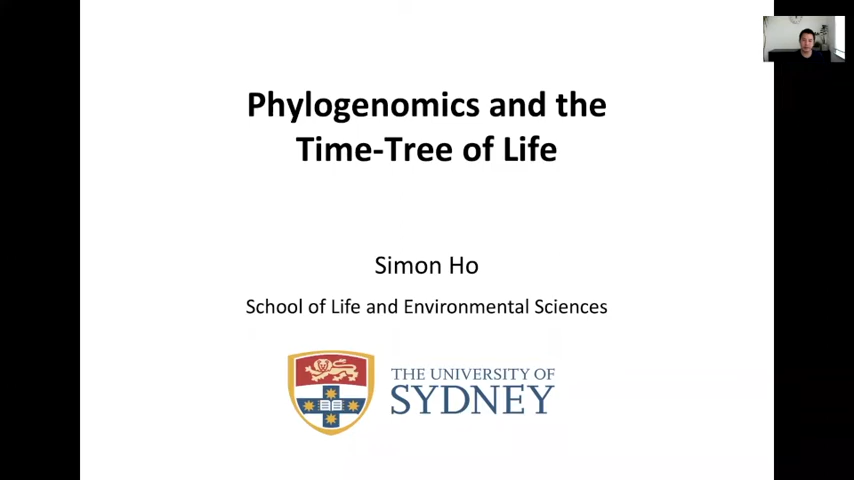 Phylogenomics and the
Time-Tree of Life
Simon Ho
School of Life and Environmental Sciences
THE UNIVERSITY OF
SYDNEY